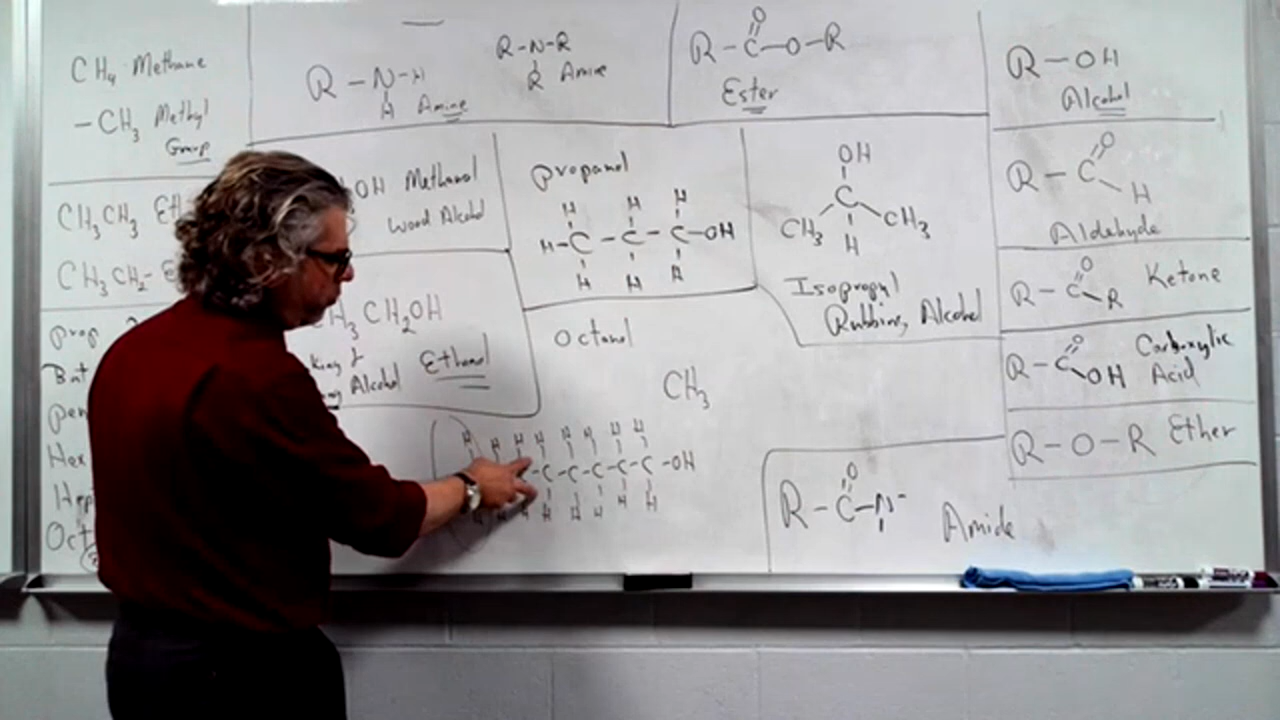 CH4 Methane
-CH3 Methyl
Group
CH3CH3
CH3CH2-
Prop
But
Pen
Hex
Oct
R-N-H
H
Amine
R-N-R
R Amine
O
R-C-O-R
Ester
R-OH
Alcohol
O
R-C
H
Aldehyde
O
R-C R
Ketone
O
R-C OH
Carboxylic
Acid
R-O-R Ether
OH Methanol
Wood Alcohol
CH2OH
Alcohol Ethanol
Propanol
H H H
H-C-C-C-OH
H H H
OH
C
CH3 CH3
H
Isopropyl
Rubbing Alcohol
Octanol
CH3
H H H H H H H H
-C-C-C-C-C-OH
H H H H H H H H
O
R-C-N-
Amide